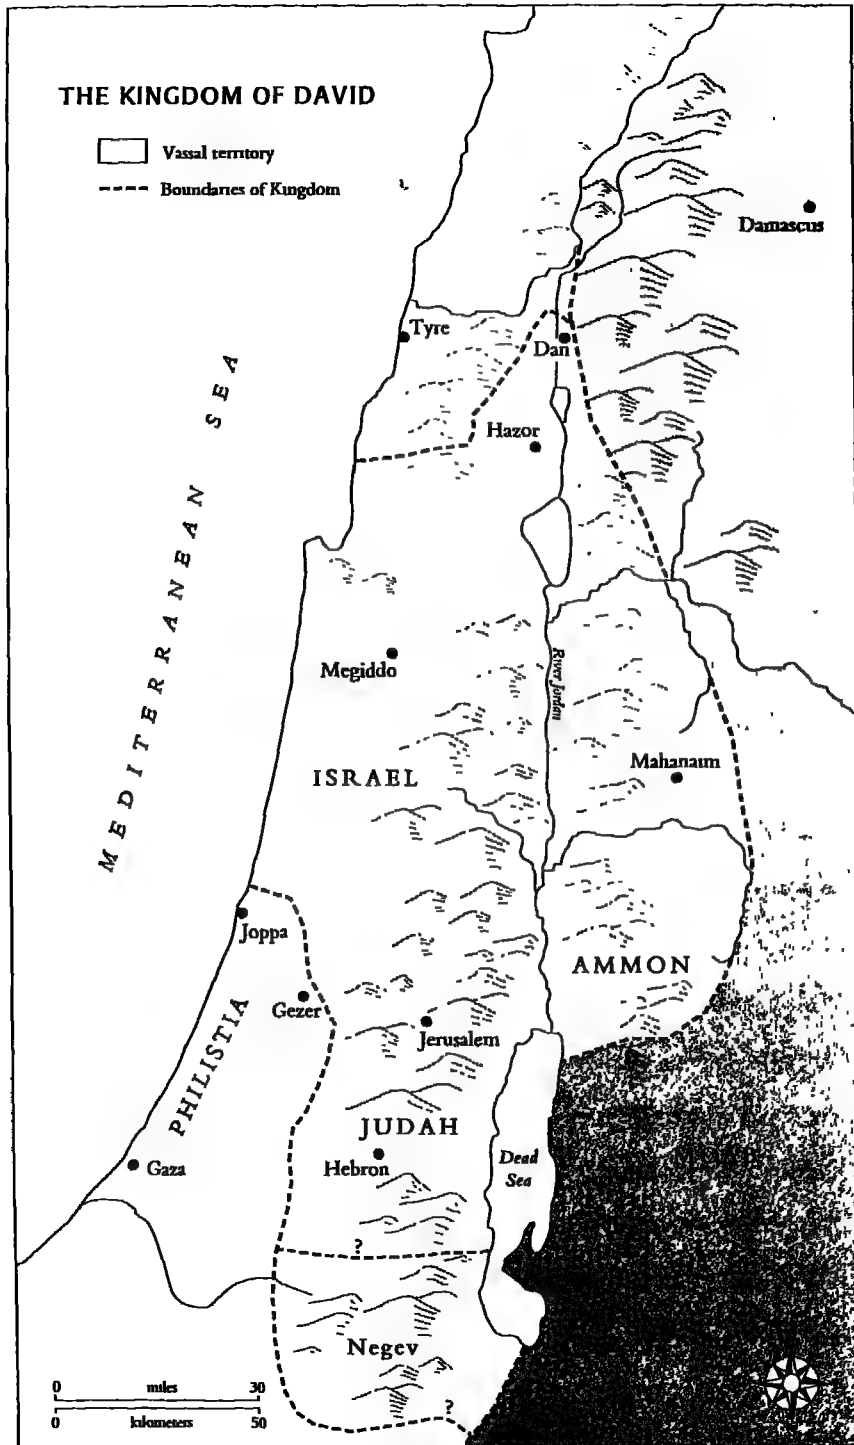 THE KINGDOM OF DAVID
Vassal territory
Boundaries of Kingdom
Damascus
Tyre
Dan
Hazor
MEDITERRANEAN SEA
Megiddo
River Jordan
ISRAEL
Mahanaim
Joppa
AMMON
Gezer
Jerusalem
PHILISTIA
JUDAH
Gaza
Hebron
Dead
Sea
?
Negev
?
0 miles 30
0 kilometers 50